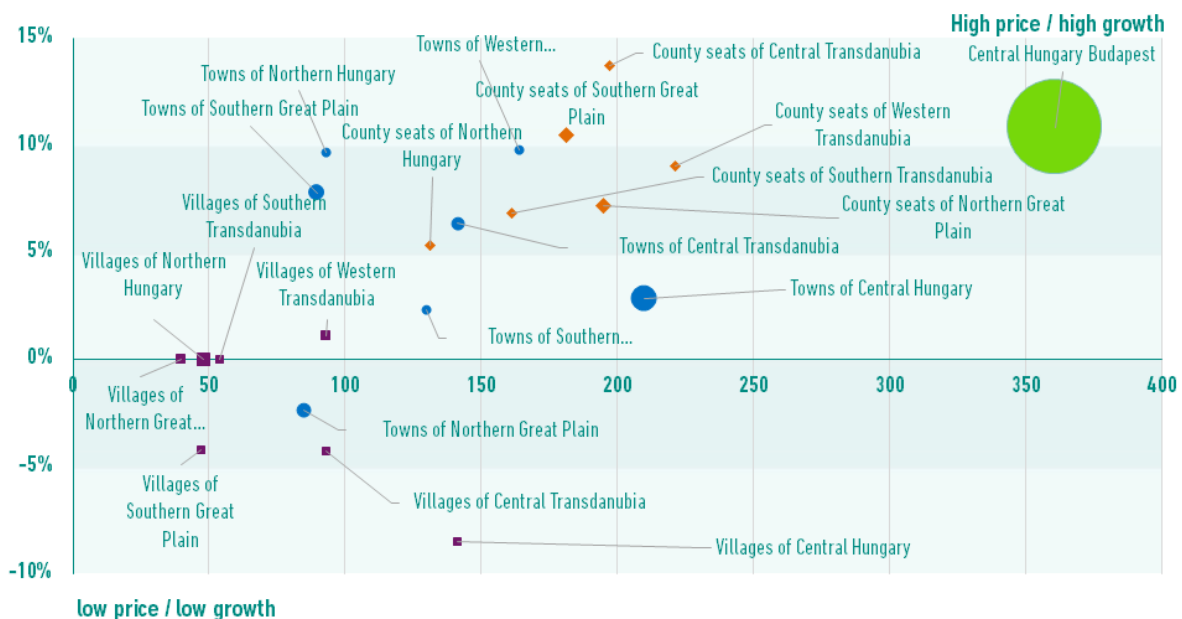 High price / high growth
15%
10%
5%
0%
-5%
-10%
0
50
100
150
200
250
300
350
400
Towns of Western...
County seats of Central Transdanubia
Central Hungary Budapest
Towns of Northern Hungary
County seats of Southern Great
Plain
Towns of Southern Great Plain
County seats of Western
Transdanubia
County seats of Northern
Hungary
County seats of Southern Transdanubia
Villages of Southern
Transdanubia
County seats of Northern Great
Plain
Towns of Central Transdanubia
Villages of Northern
Hungary
Villages of Western
Transdanubia
Towns of Central Hungary
Towns of Southern...
Villages of
Northern Great...
Towns of Northern Great Plain
Villages of
Southern Great
Plain
Villages of Central Transdanubia
Villages of Central Hungary
low price / low growth